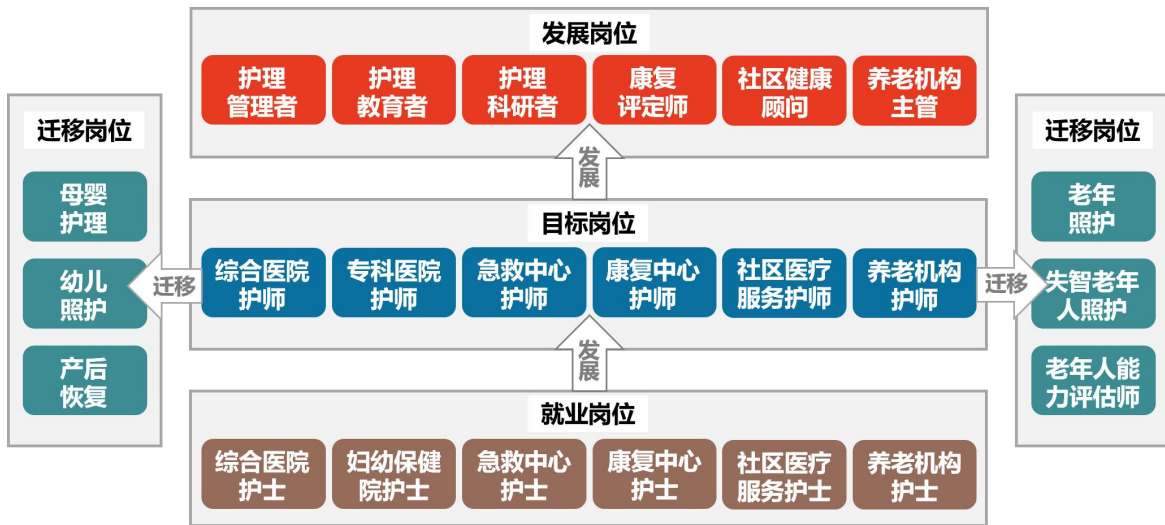 发展岗位
护理
管理者
护理
教育者
护理
科研者
康复
评定师
社区健康
顾问
养老机构
主管
迁移岗位
母婴
护理
幼儿
照护
产后
恢复
迁移
发展
目标岗位
综合医院
护师
专科医院
护师
急救中心
护师
康复中心
护师
社区医疗
服务护师
养老机构
护师
迁移
迁移岗位
老年
照护
失智老年
人照护
老年人能
力评估师
发展
就业岗位
综合医院
护士
妇幼保健
院护士
急救中心
护士
康复中心
护士
社区医疗
服务护士
养老机构
护士